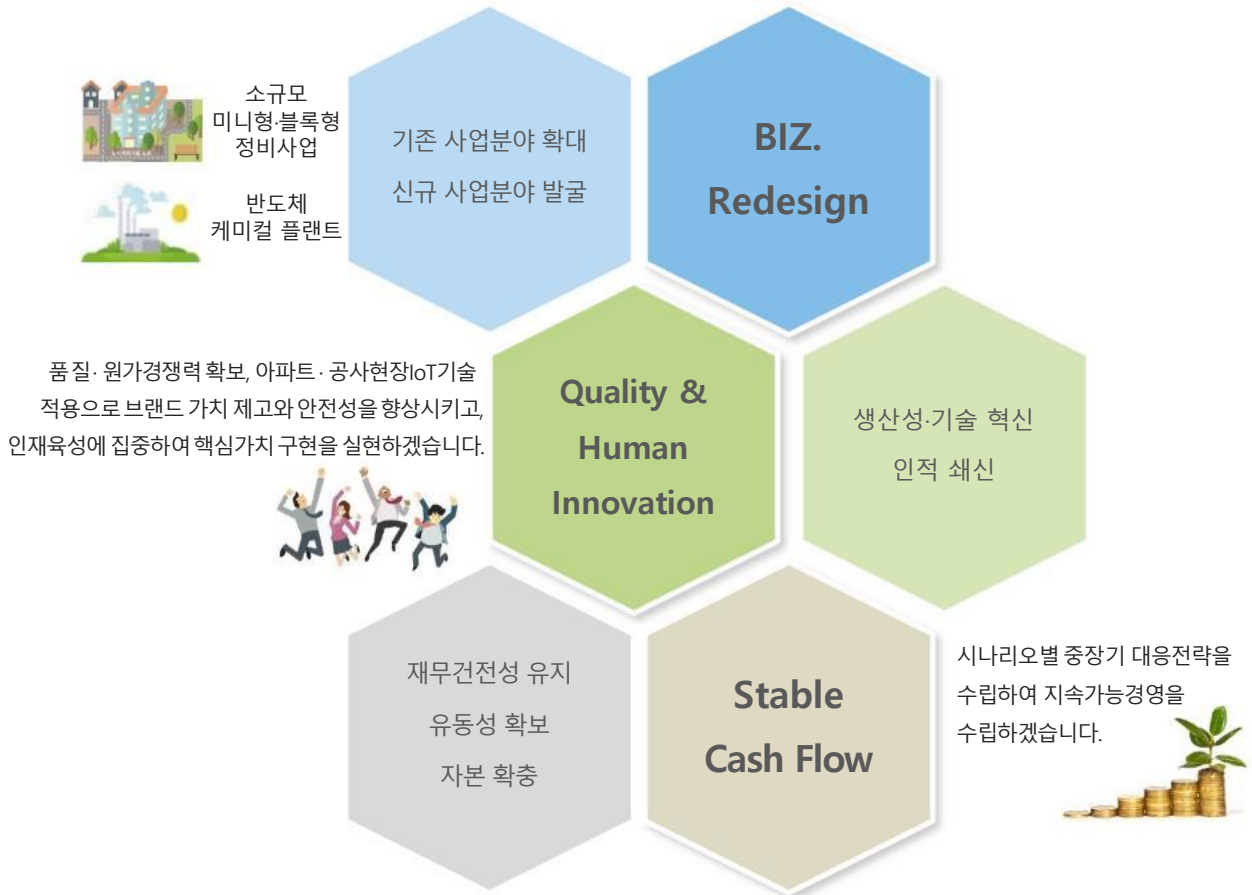 소규모
미니형·블록형
정비사업
반도체
케미컬 플랜트
기존 사업분야 확대
신규 사업분야 발굴
BIZ.
Redesign
품질· 원가경쟁력 확보, 아파트 · 공사현장IoT기술
적용으로 브랜드 가치 제고와 안전성을 향상시키고,
인재육성에 집중하여 핵심가치 구현을 실현하겠습니다.
Quality &
Human
Innovation
생산성·기술 혁신
인적 쇄신
재무건전성 유지
유동성 확보
자본 확충
Stable
Cash Flow
시나리오별 중장기 대응전략을
수립하여 지속가능경영을
수립하겠습니다.